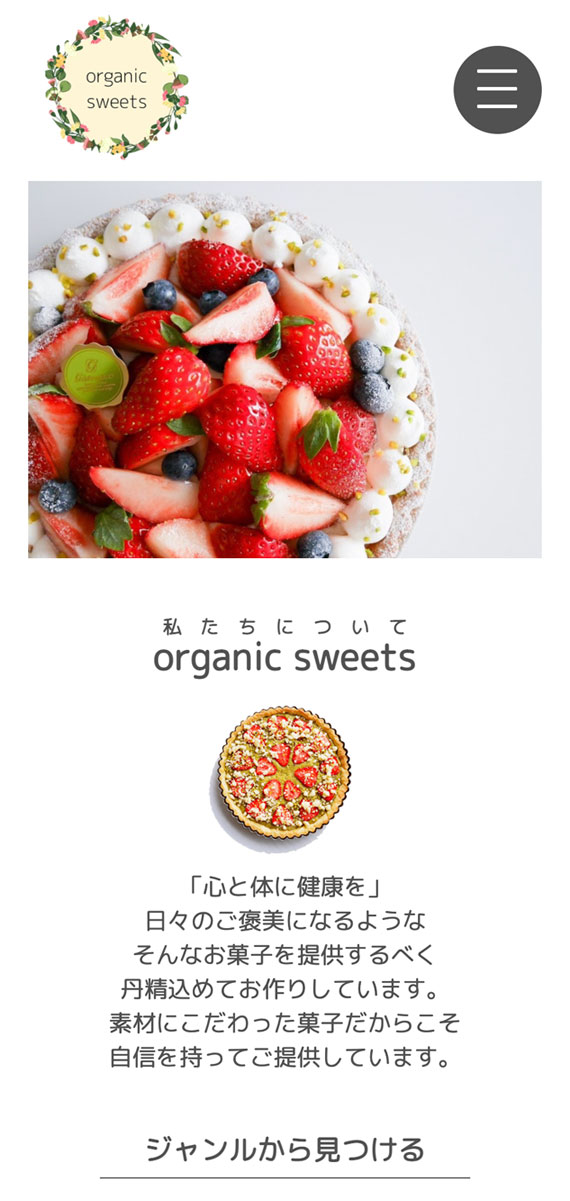 organic
sweets
私たちについて
organic sweets
「心と体に健康を」
日々のご褒美になるような
そんなお菓子を提供するべく
丹精込めてお作りしています。
素材にこだわった菓子だからこそ
自信を持ってご提供しています。
ジャンルから見つける